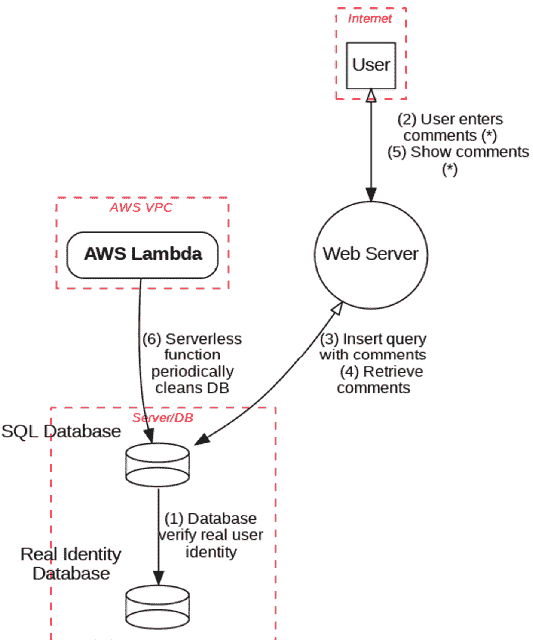 Internet
User
(2) User enters
comments (*)
(5) Show comments
(*)
AWS VPC
AWS Lambda
Web Server
(6) Serverless
function
periodically
cleans DB
(3) Insert query
with comments
(4) Retrieve
comments
Server/DB
SQL Database
(1) Database
verify real user
identity
Real Identity
Database